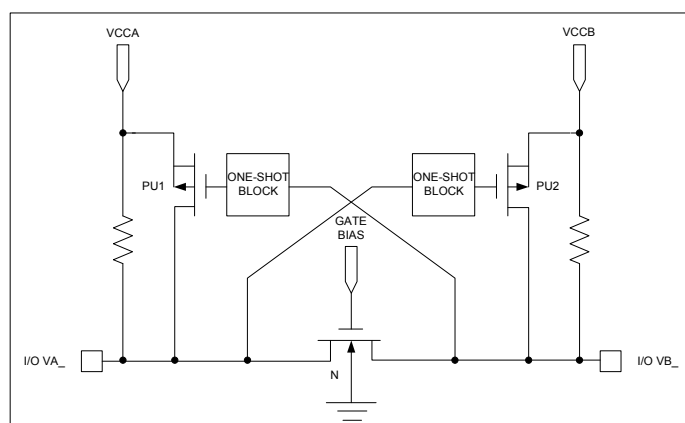 VCCA
VCCB
PU1
ONE-SHOT
BLOCK
ONE-SHOT
BLOCK
PU2
GATE
BIAS
I/O VA_
N
I/O VB_